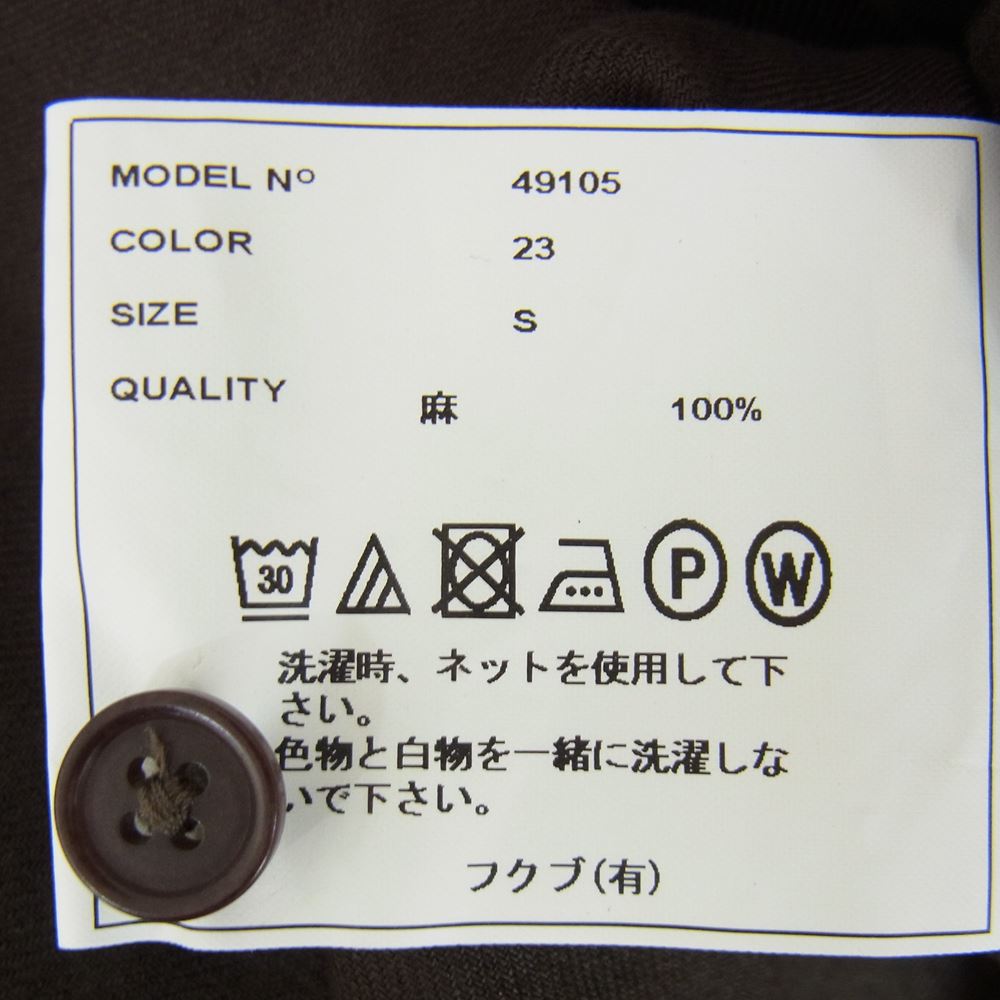 MODEL Nº 49105
COLOR 23
SIZE S
QUALITY 麻 100%
30 P W
洗濯時、ネットを使用して下
さい。
色物と白物を一緒に洗濯しな
いで下さい。
フクブ(有)